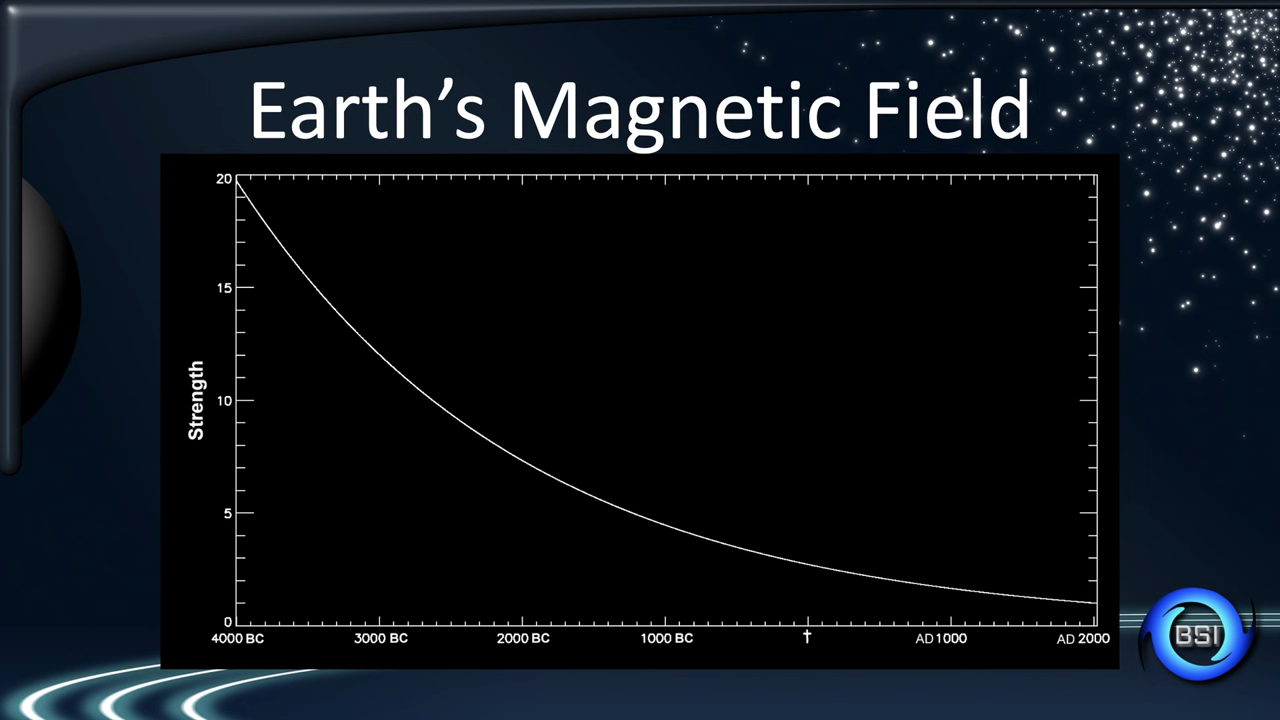 Earth’s Magnetic Field
20
15
10
5
0
Strength
4000 BC 3000 BC 2000 BC 1000 BC † AD 1000 AD 2000
BSI